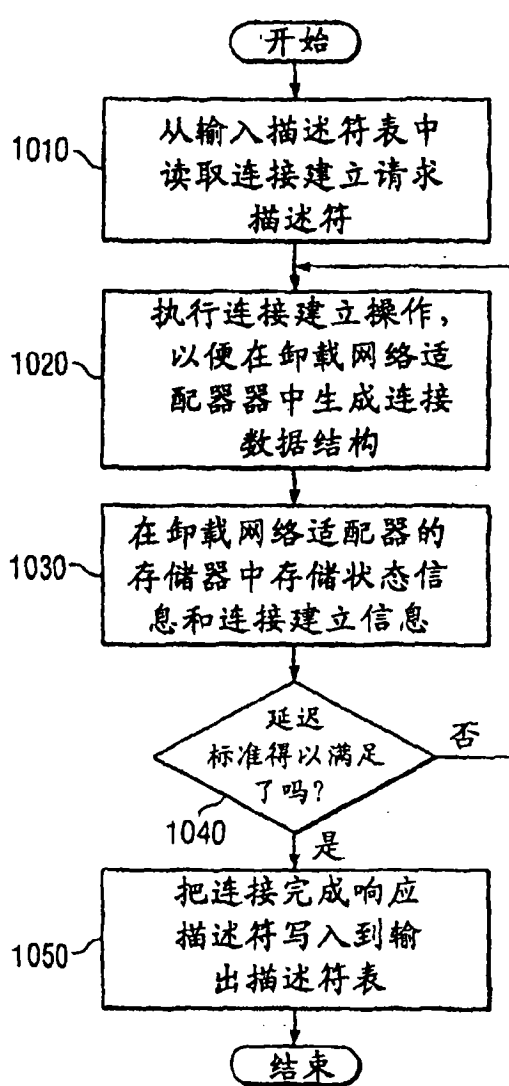 开始
1010
从输入描述符表中
读取连接建立请求
描述符
1020
执行连接建立操作,
以便在卸载网络适
配器器中生成连接
数据结构
1030
在卸载网络适配器的
存储器中存储状态信
息和连接建立信息
延迟
标准得以满足
了吗?
否
1040
是
1050
把连接完成响应
描述符写入到输
出描述符表
结束